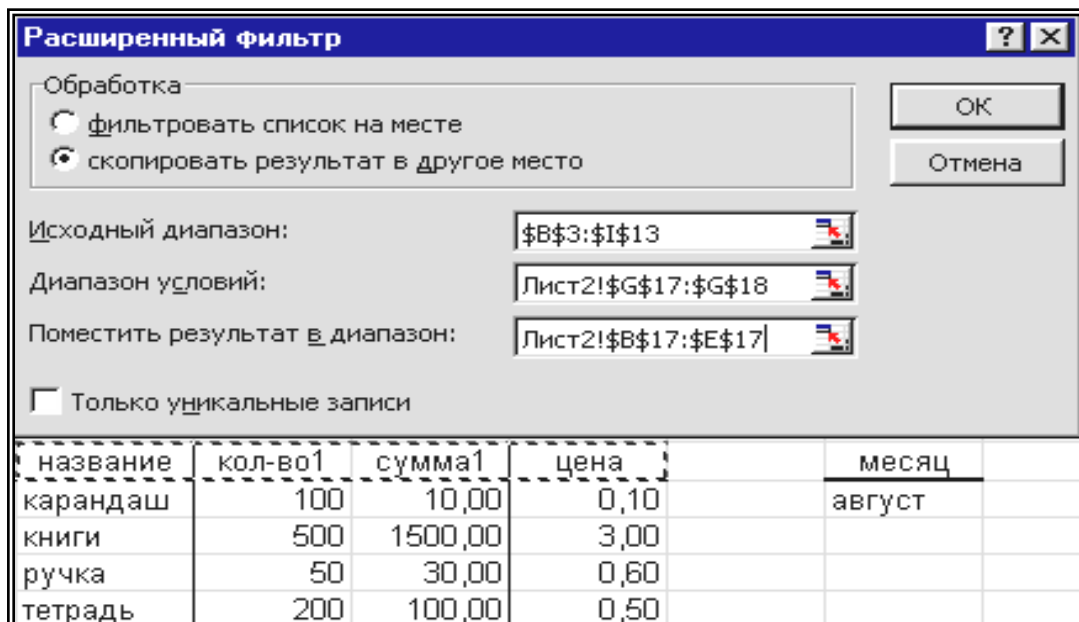 Расширенный фильтр
Обработка
фильтровать список на месте
скопировать результат в другое место
ОК
Отмена
Исходный диапазон: $B$3:$I$13
Диапазон условий: Лист2!$G$17:$G$18
Поместить результат в диапазон: Лист2!$B$17:$E$17
Только уникальные записи
название кол-во1 сумма1 цена месяц
карандаш 100 10,00 0,10 август
книги 500 1500,00 3,00
ручка 50 30,00 0,60
тетрадь 200 100,00 0,50